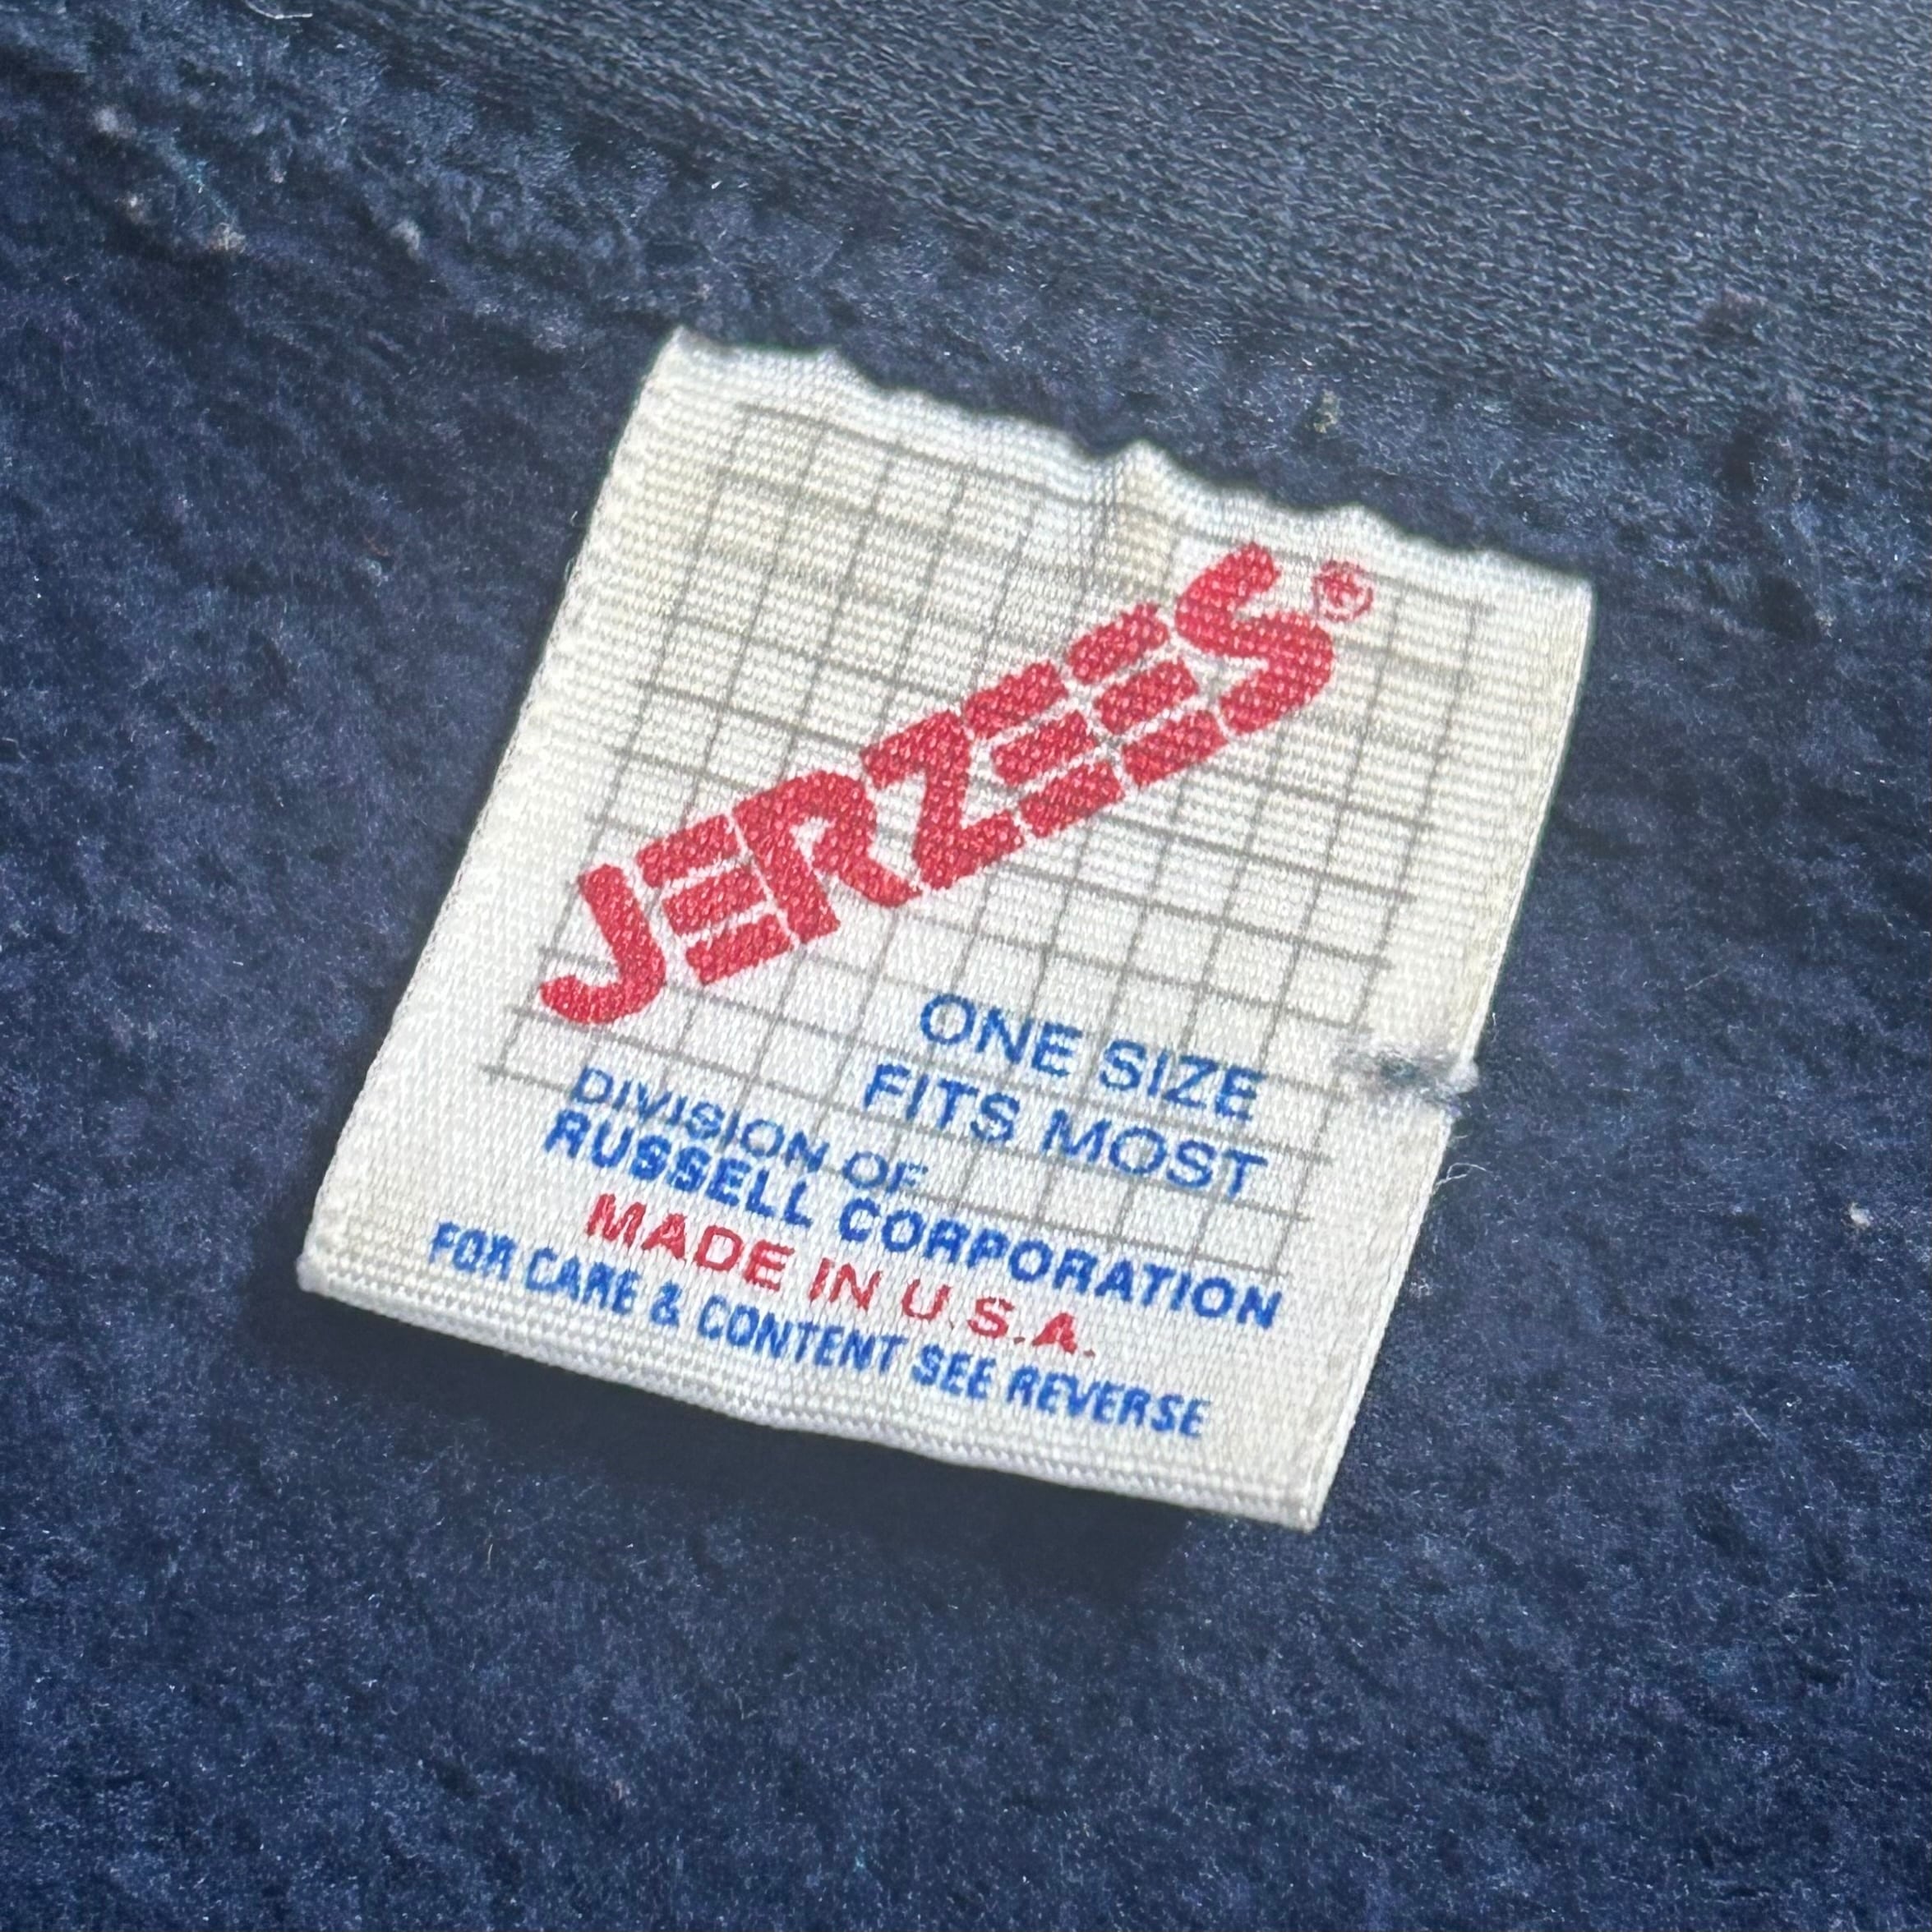 JERZEES®
ONE SIZE
FITS MOST
DIVISION OF
RUSSELL CORPORATION
MADE IN U.S.A.
FOR CARE & CONTENT SEE REVERSE